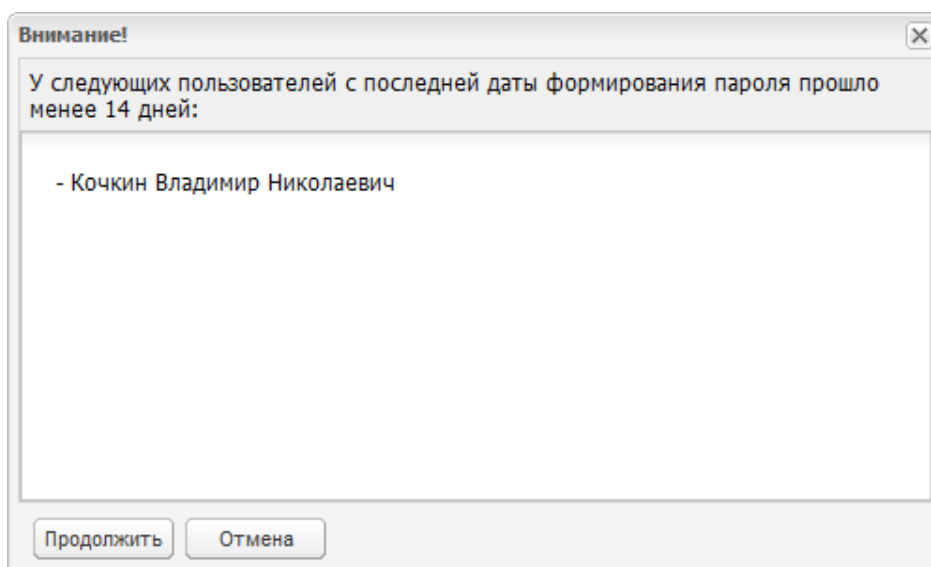 Внимание!
У следующих пользователей с последней даты формирования пароля прошло
менее 14 дней:
- Кочкин Владимир Николаевич
Продолжить Отмена